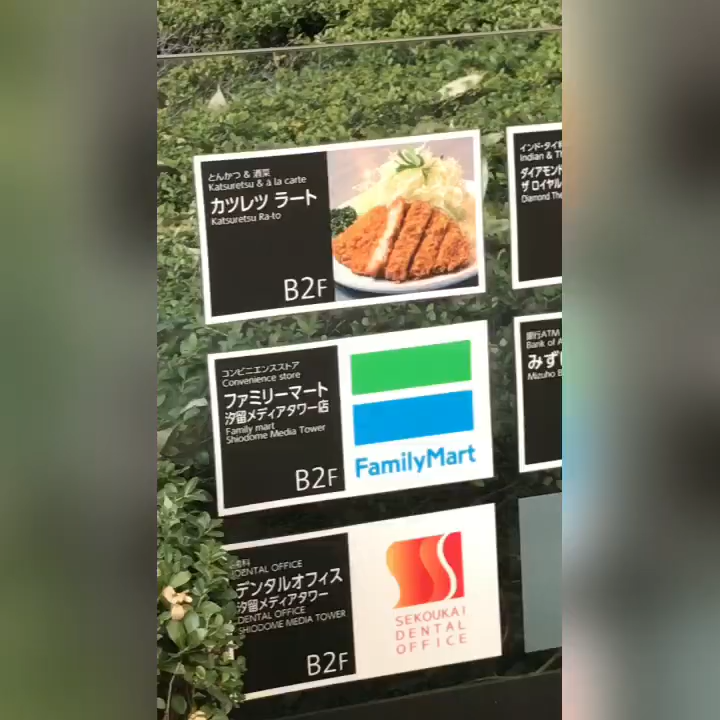 とんかつ & 酒菜
Katsuretsu & à la carte
カツレツ ラート
Katsuretsu Ra-to
B2F
インド・タイ
Indian &
ダイアモン
ザ ロイヤル
Diamond
コンビニエンスストア
Convenience store
ファミリーマート
汐留メディアタワー店
Family mart
Shiodome Media Tower
B2F
FamilyMart
銀行ATM
Bank of
みず
Mizuho
歯科
DENTAL OFFICE
デンタルオフィス
汐留メディアタワー
DENTAL OFFICE
SHIODOME MEDIA TOWER
B2F
SEKOUKAI
DENTAL
OFFICE